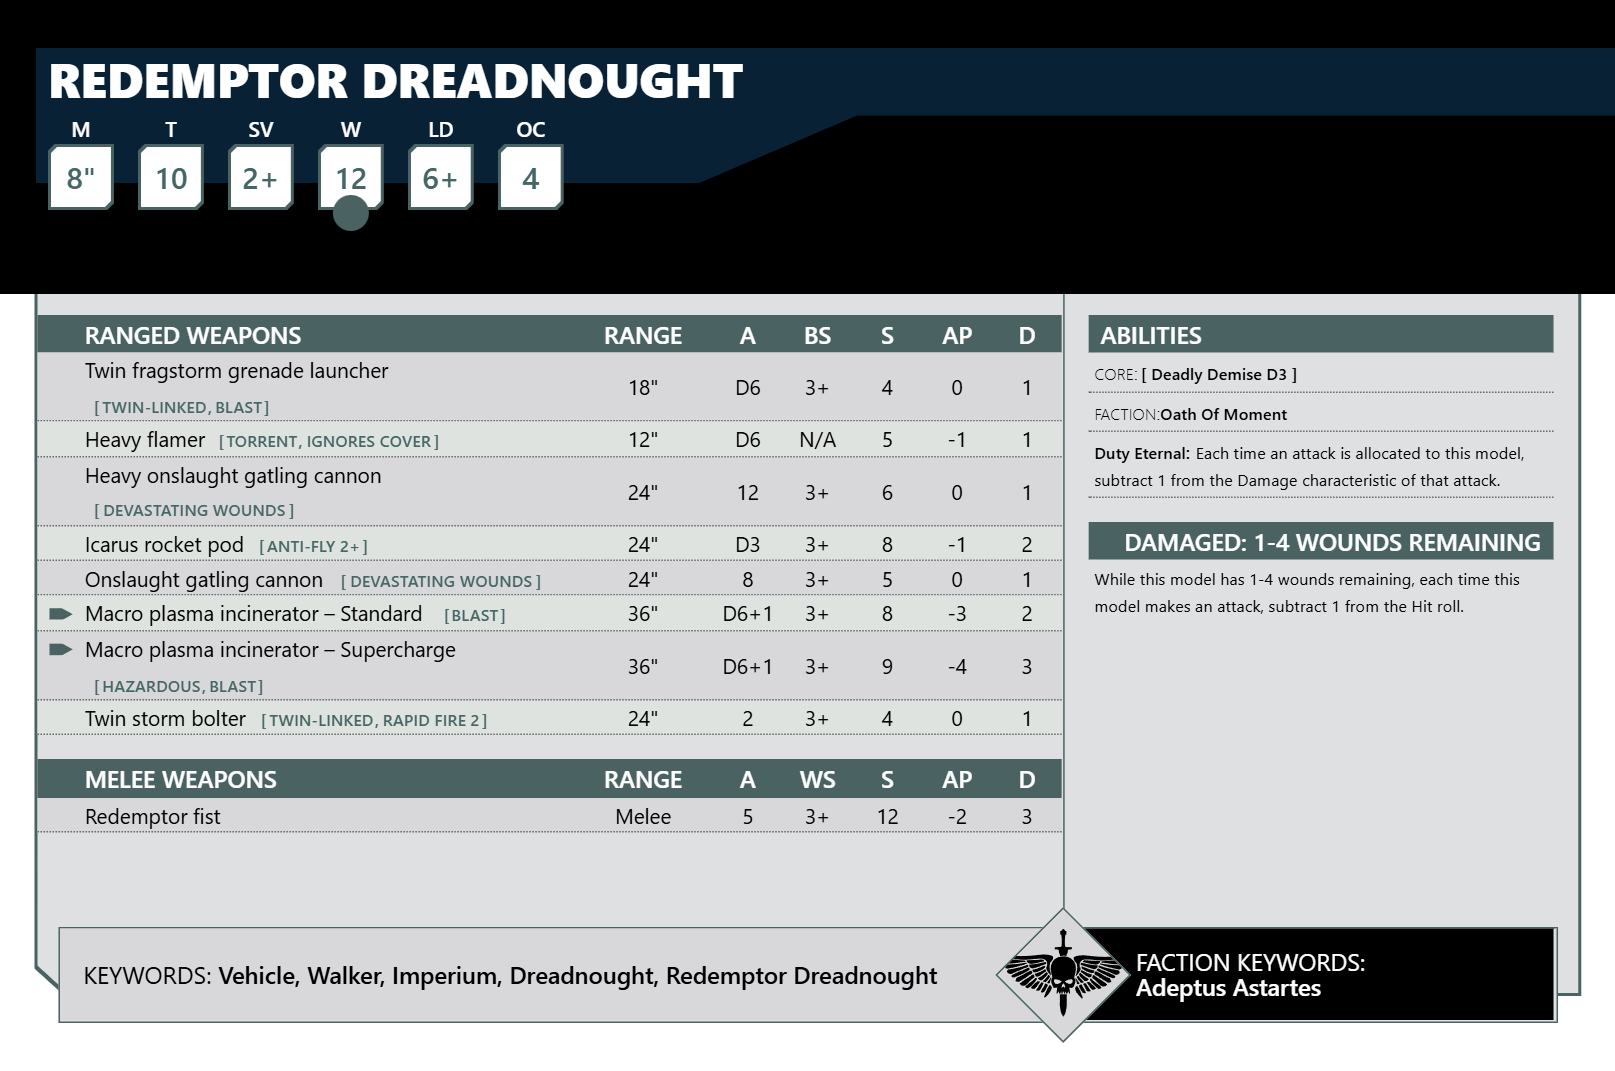 REDEMPTOR DREADNOUGHT
M T SV W LD OC
8" 10 2+ 12 6+ 4
RANGED WEAPONS RANGE A BS S AP D
Twin fragstorm grenade launcher
[TWIN-LINKED, BLAST] 18" D6 3+ 4 0 1
Heavy flamer [TORRENT, IGNORES COVER] 12" D6 N/A 5 -1 1
Heavy onslaught gatling cannon
[DEVASTATING WOUNDS] 24" 12 3+ 6 0 1
Icarus rocket pod [ANTI-FLY 2+] 24" D3 3+ 8 -1 2
Onslaught gatling cannon [DEVASTATING WOUNDS] 24" 8 3+ 5 0 1
Macro plasma incinerator – Standard [BLAST] 36" D6+1 3+ 8 -3 2
Macro plasma incinerator – Supercharge
[HAZARDOUS, BLAST] 36" D6+1 3+ 9 -4 3
Twin storm bolter [TWIN-LINKED, RAPID FIRE 2] 24" 2 3+ 4 0 1
MELEE WEAPONS RANGE A WS S AP D
Redemptor fist Melee 5 3+ 12 -2 3
ABILITIES
CORE: [ Deadly Demise D3 ]
FACTION:Oath Of Moment
Duty Eternal: Each time an attack is allocated to this model,
subtract 1 from the Damage characteristic of that attack.
DAMAGED: 1-4 WOUNDS REMAINING
While this model has 1-4 wounds remaining, each time this
model makes an attack, subtract 1 from the Hit roll.
KEYWORDS: Vehicle, Walker, Imperium, Dreadnought, Redemptor Dreadnought
FACTION KEYWORDS:
Adeptus Astartes